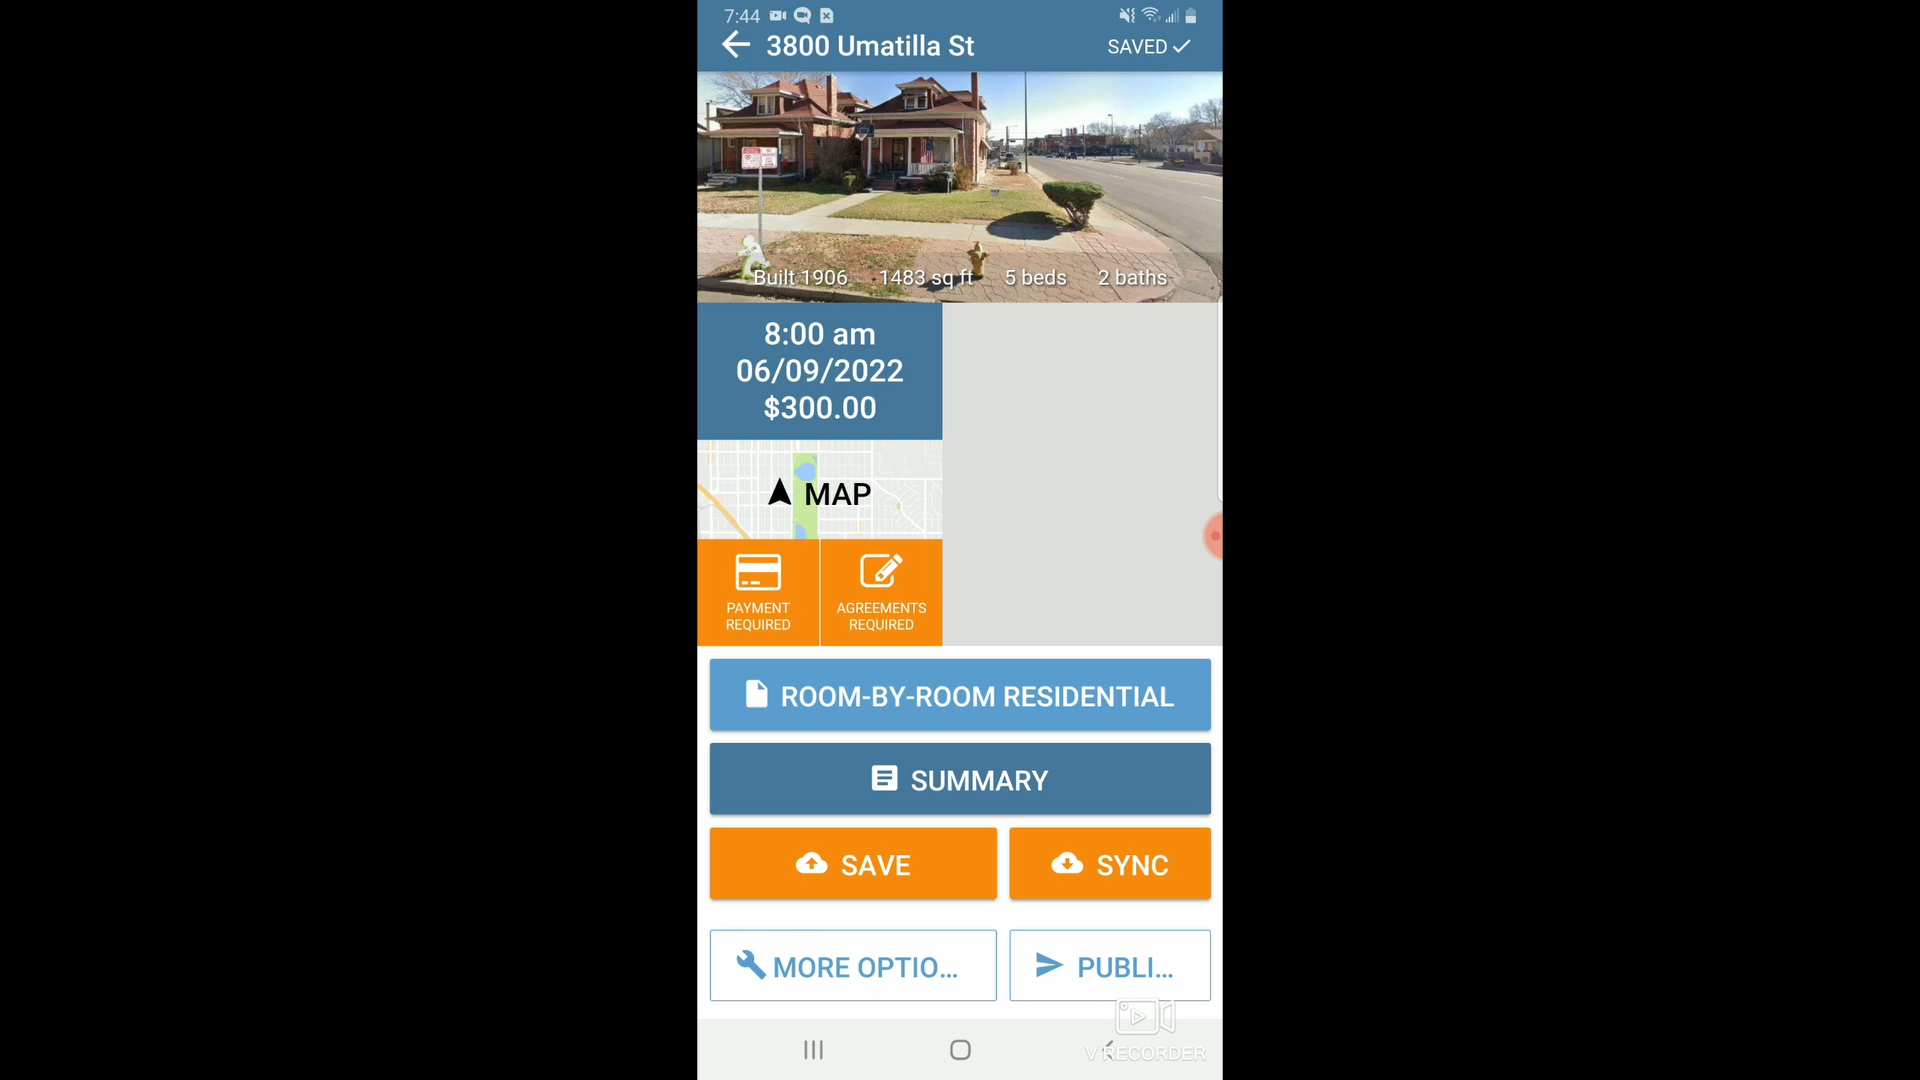 7:44
3800 Umatilla St
SAVED
Built 1906 1483 sq ft 5 beds 2 baths
8:00 am
06/09/2022
$300.00
MAP
PAYMENT
REQUIRED
AGREEMENTS
REQUIRED
ROOM-BY-ROOM RESIDENTIAL
SUMMARY
SAVE
SYNC
MORE OPTIO...
PUBLI...
V RECORDER